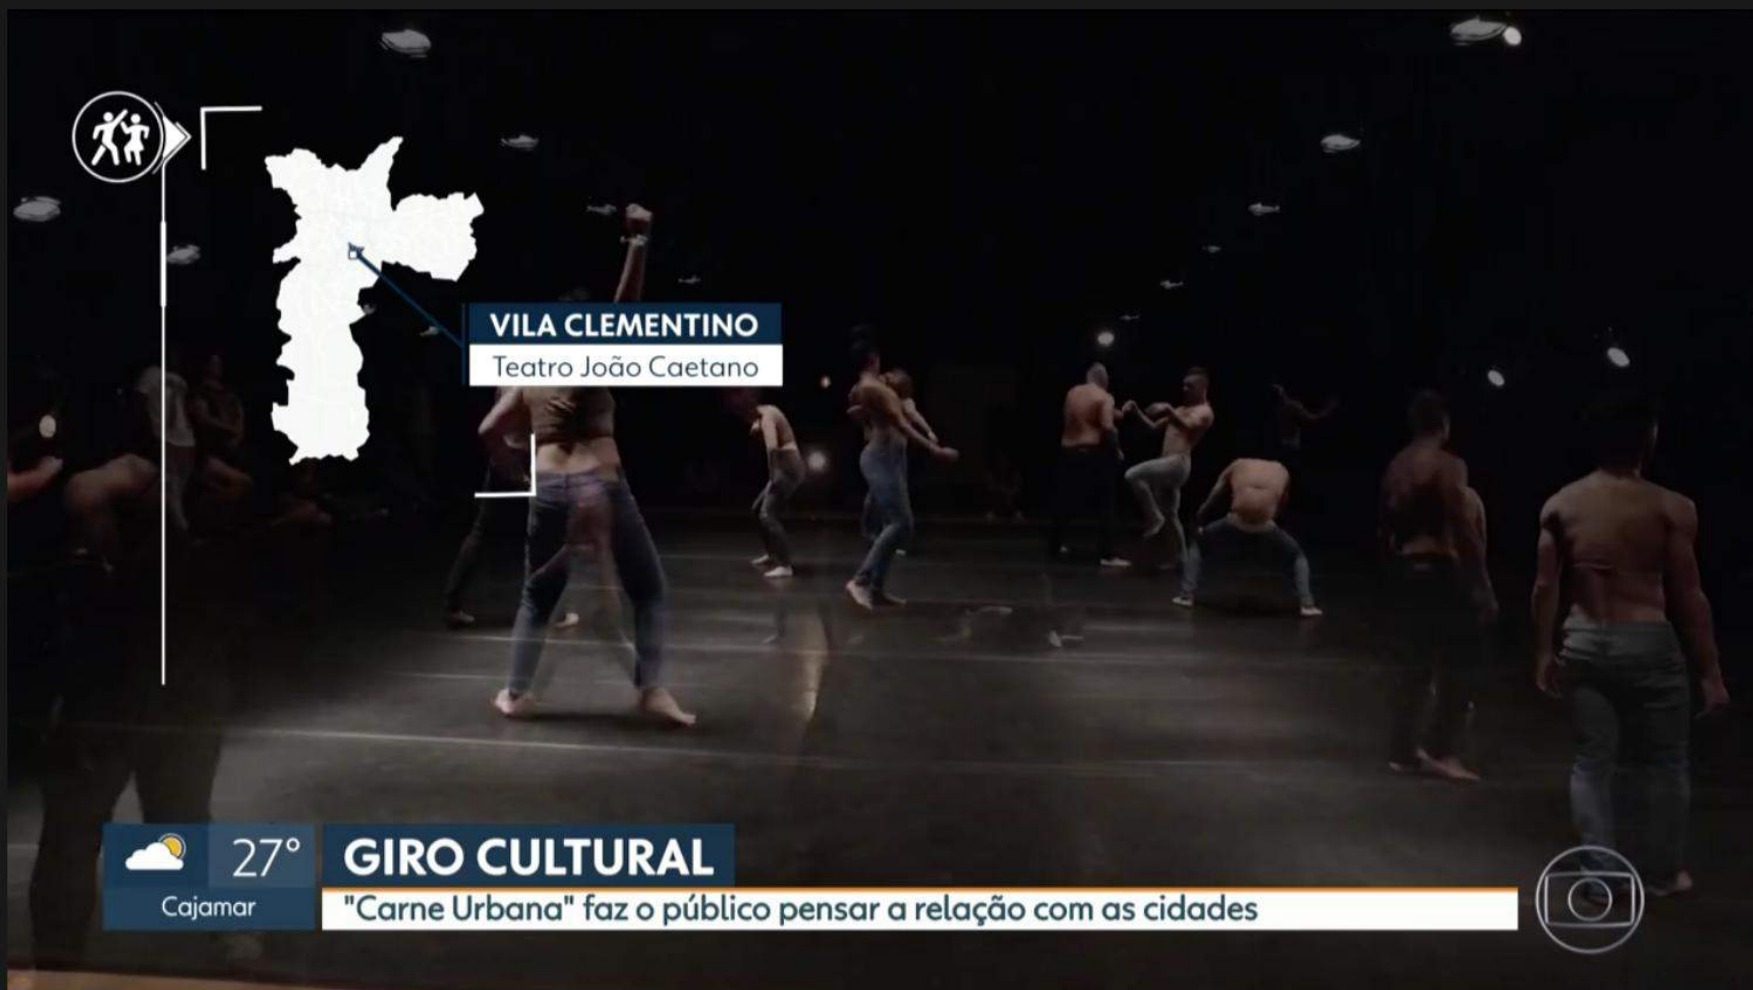 VILA CLEMENTINO
Teatro João Caetano
27°
Cajamar
GIRO CULTURAL
"Carne Urbana" faz o público pensar a relação com as cidades